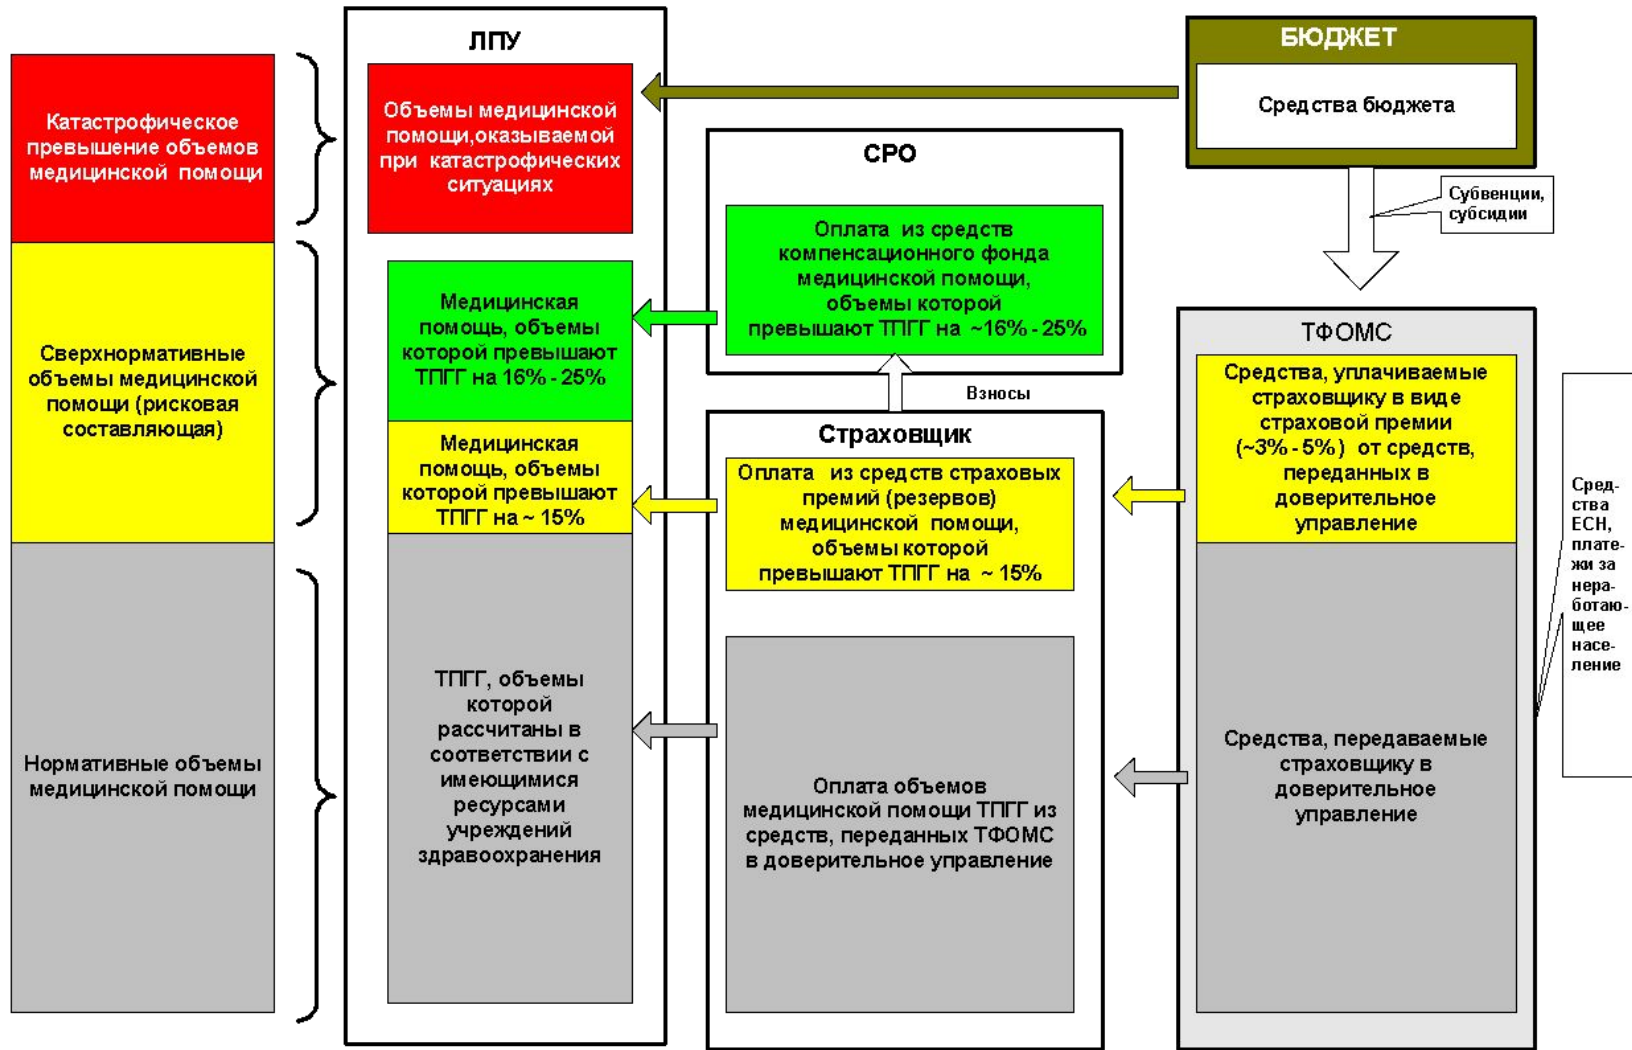 Катастрофическое
превышение объемов
медицинской помощи
Сверхнормативные
объемы медицинской
помощи (рисковая
составляющая)
Нормативные объемы
медицинской помощи
ЛПУ
Объемы медицинской
помощи,оказываемой
при катастрофических
ситуациях
Медицинская
помощь, объемы
которой превышают
ТПГГ на 16% - 25%
Медицинская
помощь, объемы
которой превышают
ТПГГ на ~ 15%
ТПГГ, объемы
которой
рассчитаны в
соответствии с
имеющимися
ресурсами
учреждений
здравоохранения
СРО
Оплата из средств
компенсационного фонда
медицинской помощи,
объемы которой
превышают ТПГГ на ~16% - 25%
Взносы
Страховщик
Оплата из средств страховых
премий (резервов)
медицинской помощи,
объемы которой
превышают ТПГГ на ~ 15%
Оплата объемов
медицинской помощи ТПГГ из
средств, переданных ТФОМС
в доверительное управление
БЮДЖЕТ
Средства бюджета
Субвенции,
субсидии
ТФОМС
Средства, уплачиваемые
страховщику в виде
страховой премии
(~3% - 5%) от средств,
переданных в
доверительное
управление
Средства, передаваемые
страховщику в
доверительное
управление
Сред-
ства
ЕСН,
плате-
жи за
нера-
ботаю-
щее
насе-
ление